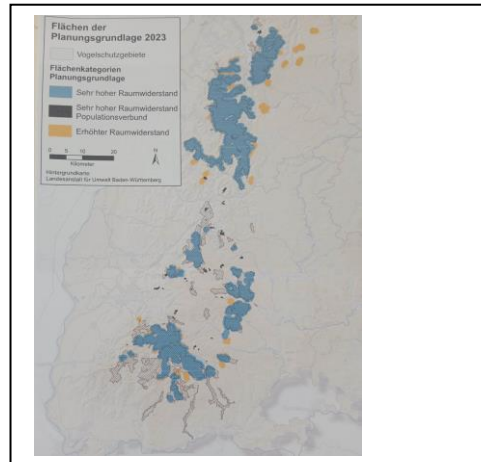 Flächen der
Planungsgrundlage 2023
Vogelschutzgebiete
Flächenkategorien
Planungsgrundlage
Sehr hoher Raumwiderstand
Sehr hoher Raumwiderstand
Populationsverbund
Erhöhter Raumwiderstand
0 5 10 20
Kilometer
N
Hintergrundkarte
Landesanstalt für Umwelt Baden-Württemberg